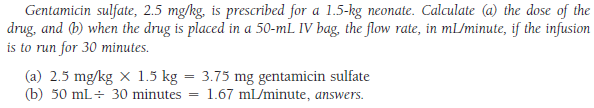 Gentamicin sulfate, 2.5 mg/kg, is prescribed for a 1.5-kg neonate. Calculate (a) the dose of the
drug, and (b) when the drug is placed in a 50-mL IV bag, the flow rate, in mL/minute, if the infusion
is to run for 30 minutes.
(a) 2.5 mg/kg × 1.5 kg = 3.75 mg gentamicin sulfate
(b) 50 mL÷ 30 minutes = 1.67 mL/minute, answers.